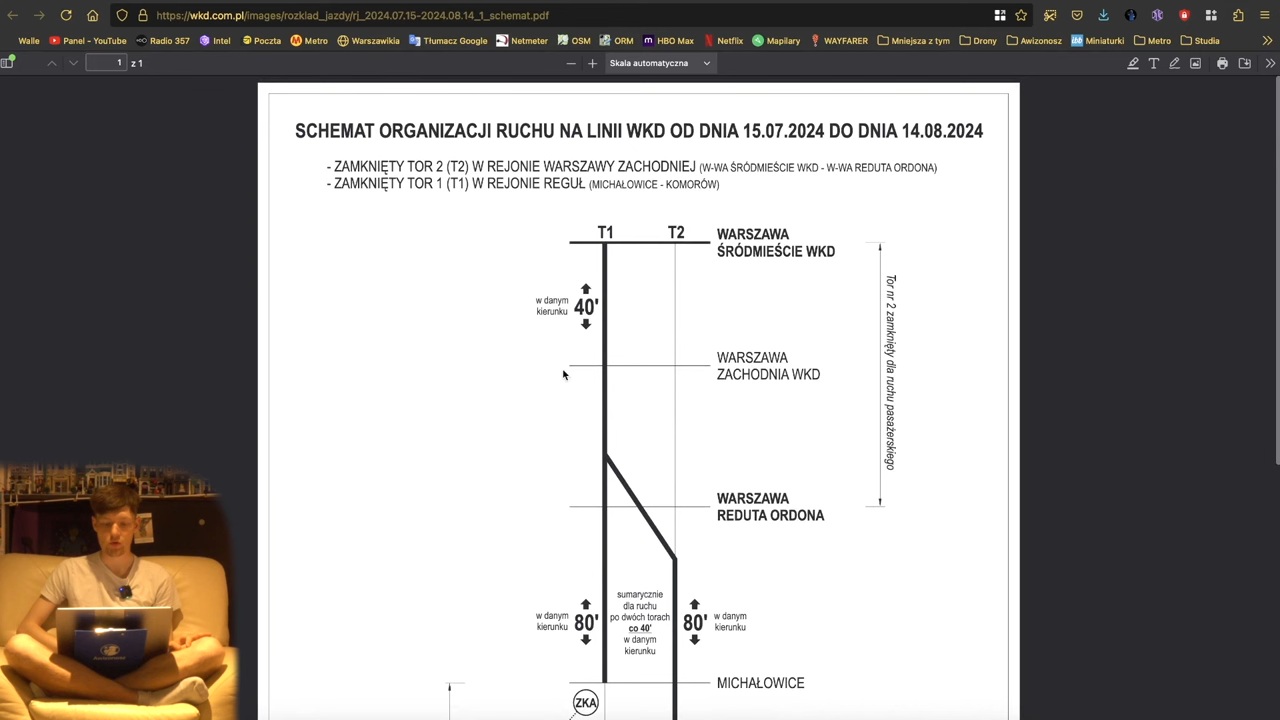 https://wkd.com.pl/images/rozklad_jazdy/rj_2024.07.15-2024.08.14_1_schemat.pdf
Walle Panel - YouTube Radio 357 Intel Poczta Metro Warszawikia Tłumacz Google Netmeter OSM ORM HBO Max Netflix Mapilary WAYFARER Mniejsza z tym Drony Awizonosz Miniaturki Metro Studia
1 z 1 Skala automatyczna
SCHEMAT ORGANIZACJI RUCHU NA LINII WKD OD DNIA 15.07.2024 DO DNIA 14.08.2024
- ZAMKNIĘTY TOR 2 (T2) W REJONIE WARSZAWY ZACHODNIEJ (W-WA ŚRÓDMIEŚCIE WKD - W-WA REDUTA ORDONA)
- ZAMKNIĘTY TOR 1 (T1) W REJONIE REGUŁ (MICHAŁOWICE - KOMORÓW)
T1 T2 WARSZAWA
ŚRÓDMIEŚCIE WKD
Tor nr 2 zamknięty dla ruchu pasażerskiego
w danym
kierunku
40'
WARSZAWA
ZACHODNIA WKD
WARSZAWA
REDUTA ORDONA
w danym
kierunku
80'
sumarycznie
dla ruchu
po dwóch torach
co 40'
w danym
kierunku
80'
w danym
kierunku
MICHAŁOWICE
ZKA